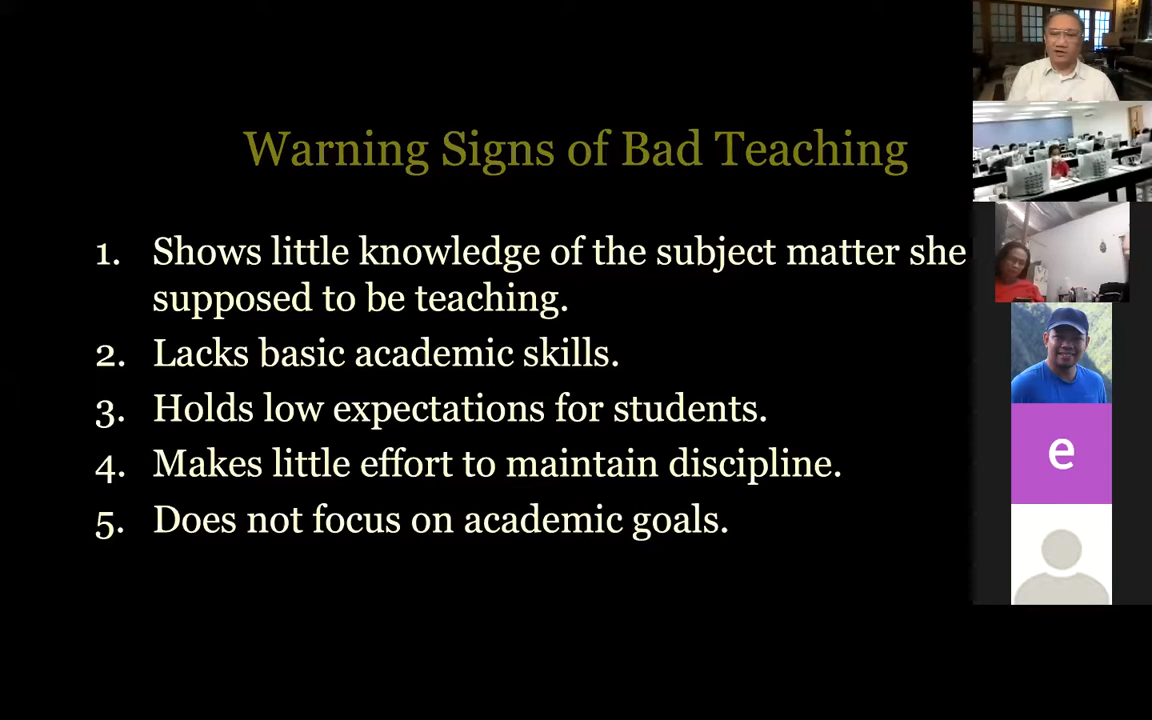 Warning Signs of Bad Teaching
1. Shows little knowledge of the subject matter she
supposed to be teaching.
2. Lacks basic academic skills.
3. Holds low expectations for students.
4. Makes little effort to maintain discipline.
5. Does not focus on academic goals.
e